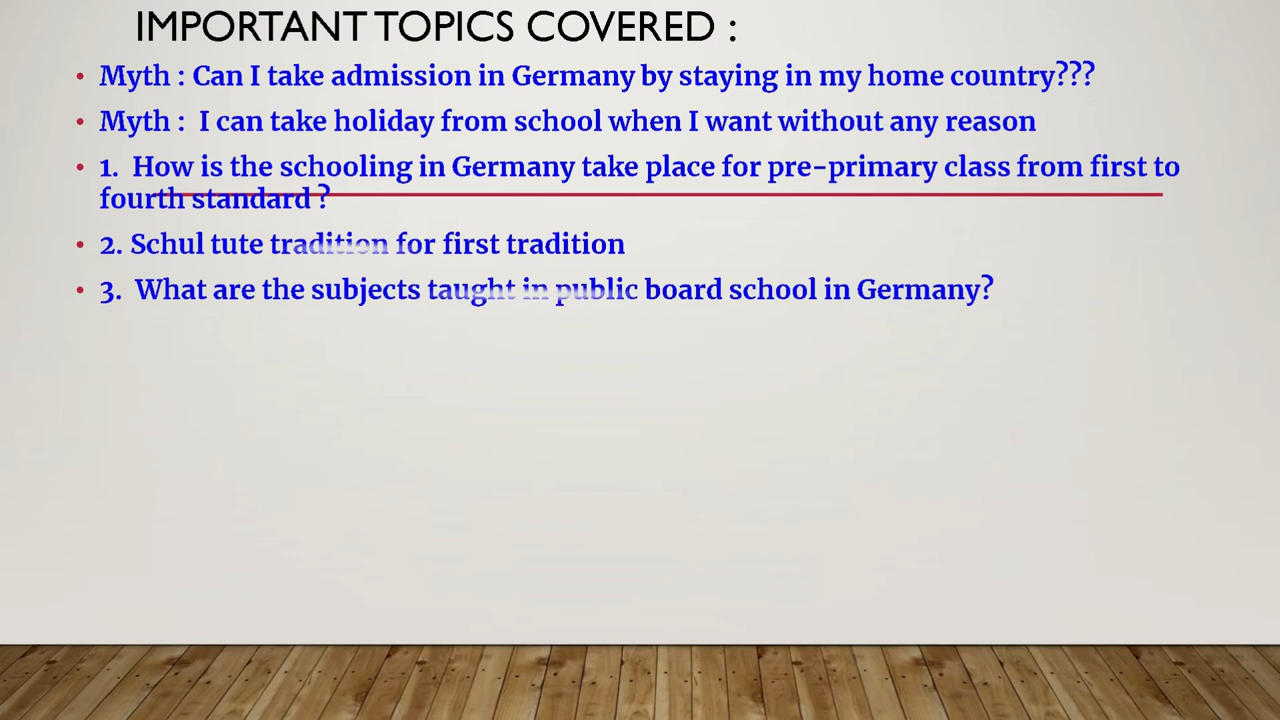 IMPORTANT TOPICS COVERED :
• Myth : Can I take admission in Germany by staying in my home country???
• Myth : I can take holiday from school when I want without any reason
• 1. How is the schooling in Germany take place for pre-primary class from first to
fourth standard ?
• 2. Schul tute tradition for first tradition
• 3. What are the subjects taught in public board school in Germany?